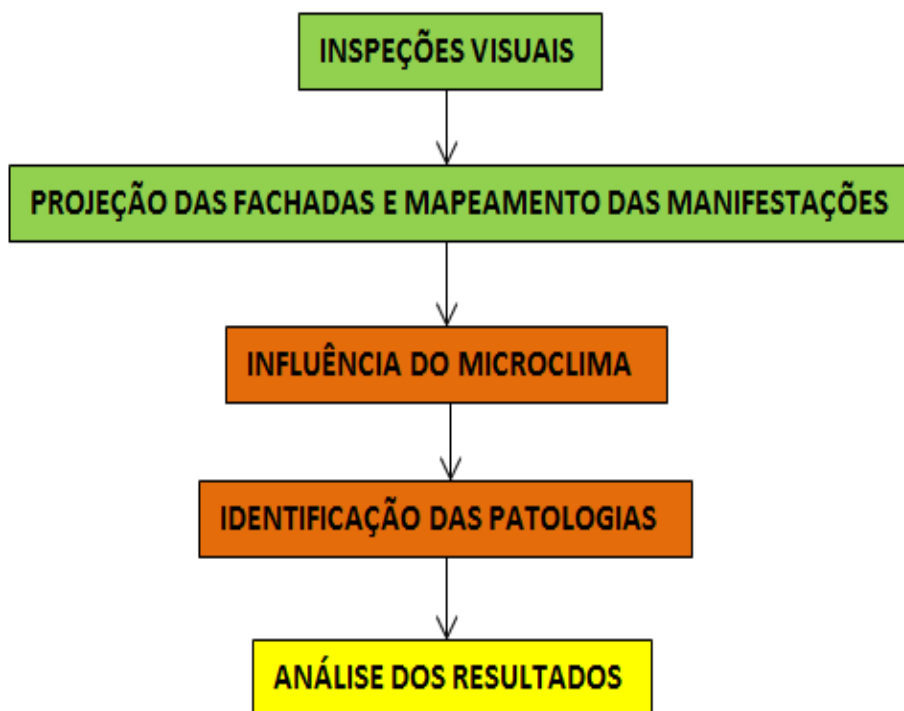 INSPEÇÕES VISUAIS
PROJEÇÃO DAS FACHADAS E MAPEAMENTO DAS MANIFESTAÇÕES
INFLUÊNCIA DO MICROCLIMA
IDENTIFICAÇÃO DAS PATOLOGIAS
ANÁLISE DOS RESULTADOS